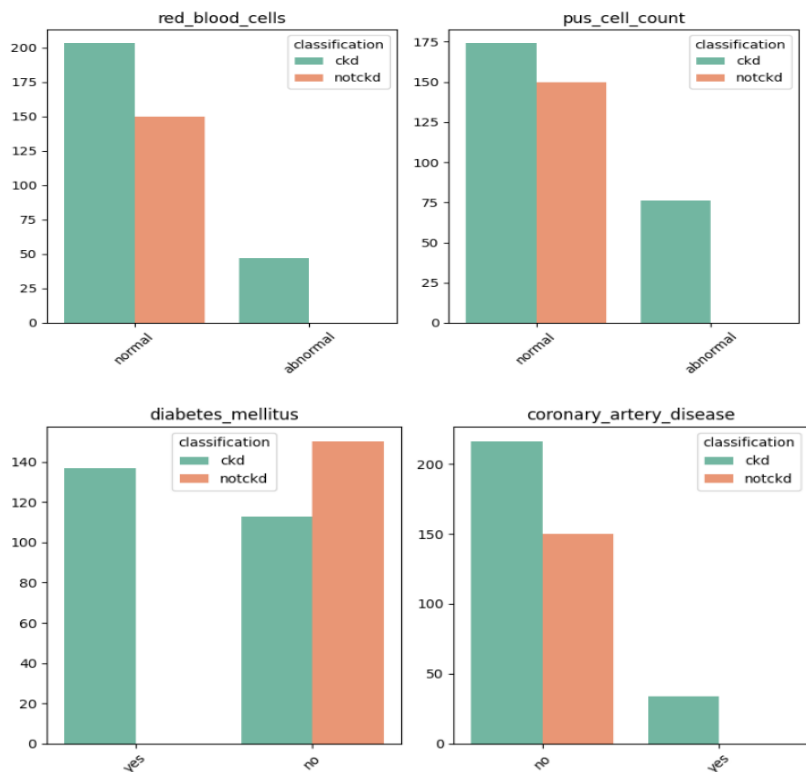 red_blood_cells
200
175
150
125
100
75
50
25
0
classification
ckd
notckd
normal
abnormal
pus_cell_count
175
150
125
100
75
50
25
0
classification
ckd
notckd
normal
abnormal
diabetes_mellitus
140
120
100
80
60
40
20
0
classification
ckd
notckd
yes
no
coronary_artery_disease
200
150
100
50
0
classification
ckd
notckd
no
yes